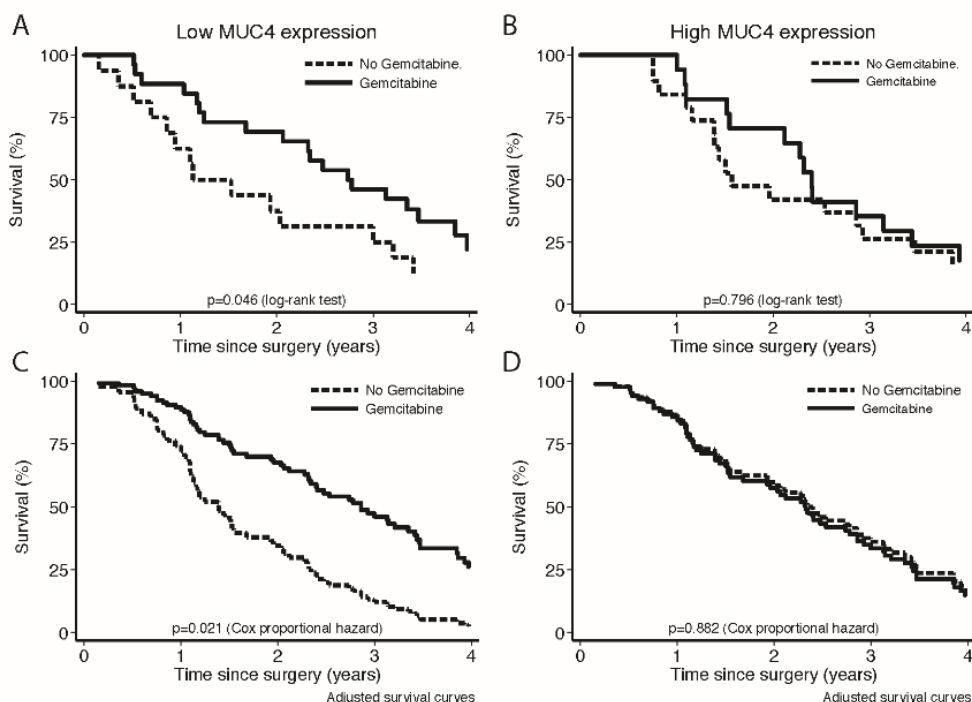 A
Low MUC4 expression
100
75
50
25
0
Survival (%)
No Gemcitabine.
Gemcitabine
p=0.046 (log-rank test)
0 1 2 3 4
Time since surgery (years)
B
High MUC4 expression
100
75
50
25
0
Survival (%)
No Gemcitabine.
Gemcitabine
p=0.796 (log-rank test)
0 1 2 3 4
Time since surgery (years)
C
100
75
50
25
0
Survival (%)
No Gemcitabine
Gemcitabine
p=0.021 (Cox proportional hazard)
0 1 2 3 4
Time since surgery (years)
Adjusted survival curves
D
100
75
50
25
0
Survival (%)
No Gemcitabine
Gemcitabine
p=0.882 (Cox proportional hazard)
0 1 2 3 4
Time since surgery (years)
Adjusted survival curves